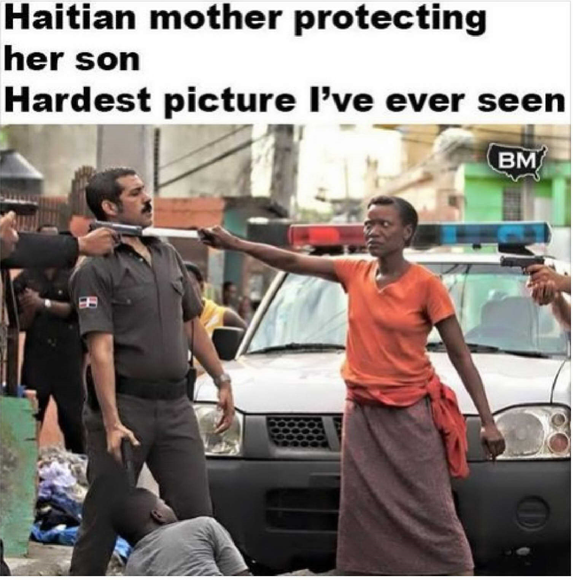 Haitian mother protecting
her son
Hardest picture I've ever seen
BM